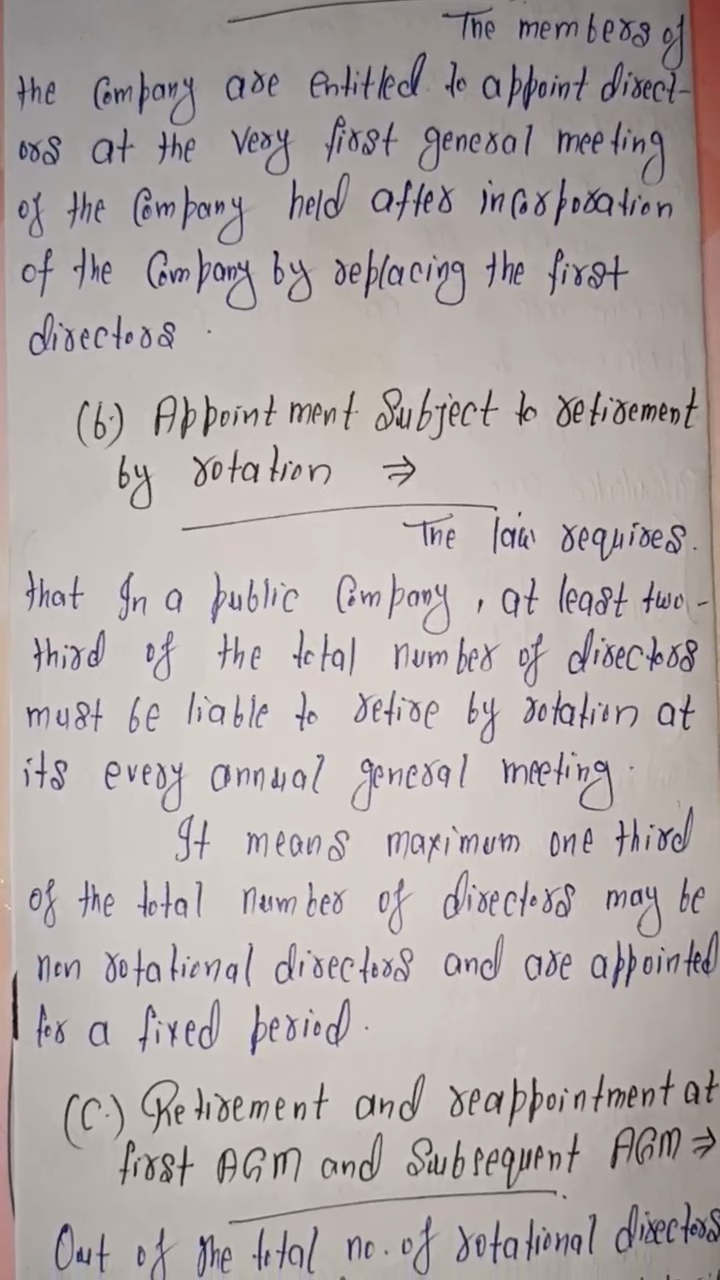 The members of
the Company are entitled to appoint direct-
ors at the very first general meeting
of the Company held after incorporation
of the Company by replacing the first
directors.
(b.) Appointment Subject to retirement
by rotation ⇒
The law requires.
that In a public Company, at least two-
third of the total number of directors
must be liable to retire by rotation at
its every annual general meeting.
It means maximum one third
of the total number of directors may be
non rotational directors and are appointed
for a fixed period.
(C.) Retirement and reappointment at
first AGM and Subsequent AGM ⇒
Out of the total no. of rotational directors